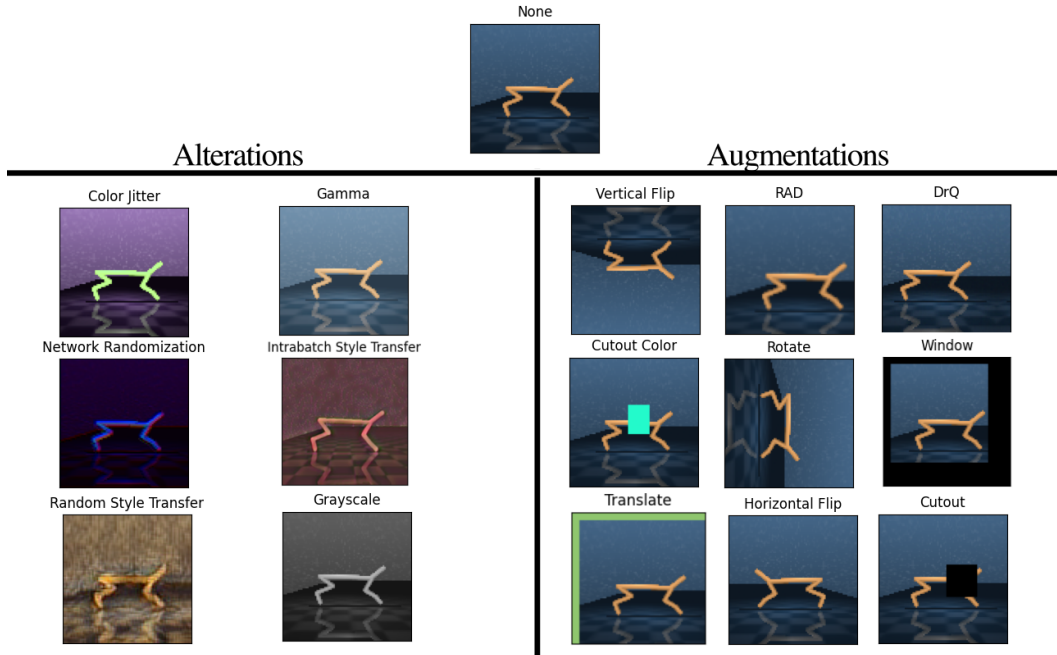 None
Alterations
Augmentations
Color Jitter
Gamma
Network Randomization
Intrabatch Style Transfer
Random Style Transfer
Grayscale
Vertical Flip
RAD
DrQ
Cutout Color
Rotate
Window
Translate
Horizontal Flip
Cutout